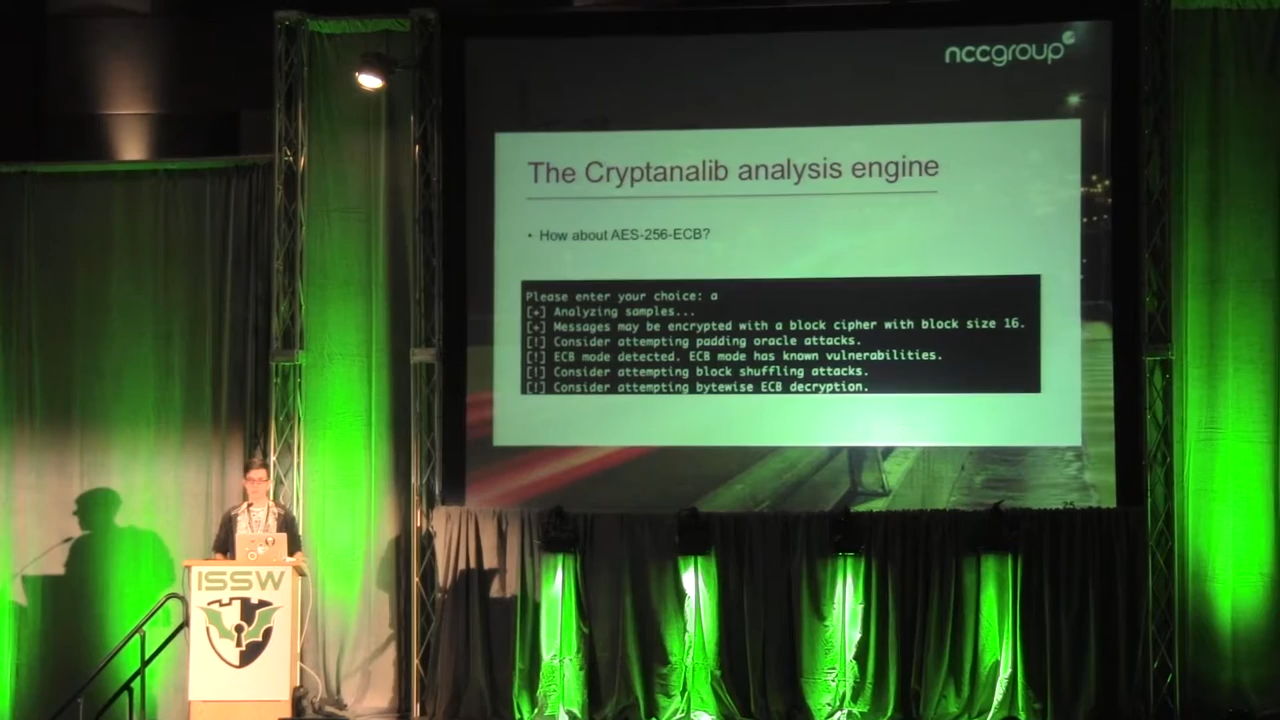 nccgroup
The Cryptanalib analysis engine
• How about AES-256-ECB?
Please enter your choice: a
[+] Analyzing samples...
[+] Messages may be encrypted with a block cipher with block size 16.
[!] Consider attempting padding oracle attacks.
[!] ECB mode detected. ECB mode has known vulnerabilities.
[!] Consider attempting block shuffling attacks.
[!] Consider attempting bytewise ECB decryption.
ISSW